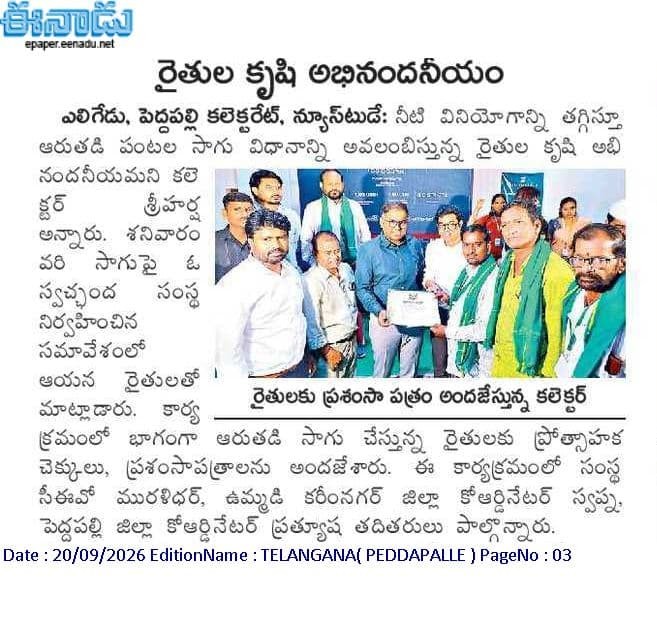 ఈనాడు
epaper.eenadu.net
రైతుల కృషి అభినందనీయం
ఎలిగేడు, పెద్దపల్లి కలెక్టరేట్, న్యూస్‌టుడే: నీటి వినియోగాన్ని తగ్గిస్తూ
ఆరుతడి పంటల సాగు విధానాన్ని అవలంబిస్తున్న రైతుల కృషి అభి
నందనీయమని కలె
క్టర్ శ్రీహర్ష
అన్నారు. శనివారం
వరి సాగుపై ఓ
స్వచ్ఛంద సంస్థ
నిర్వహించిన
సమావేశంలో
ఆయన రైతులతో
మాట్లాడారు. కార్య
రైతులకు ప్రశంసా పత్రం అందజేస్తున్న కలెక్టర్
క్రమంలో భాగంగా ఆరుతడి సాగు చేస్తున్న రైతులకు ప్రోత్సాహక
చెక్కులు, ప్రశంసాపత్రాలను అందజేశారు. ఈ కార్యక్రమంలో సంస్థ
సీఈవో మురళీధర్, ఉమ్మడి కరీంనగర్ జిల్లా కోఆర్డినేటర్ స్వప్న,
పెద్దపల్లి జిల్లా కోఆర్డినేటర్ ప్రత్యూష తదితరులు పాల్గొన్నారు.
Date : 20/09/2026 EditionName : TELANGANA( PEDDAPALLE ) PageNo : 03